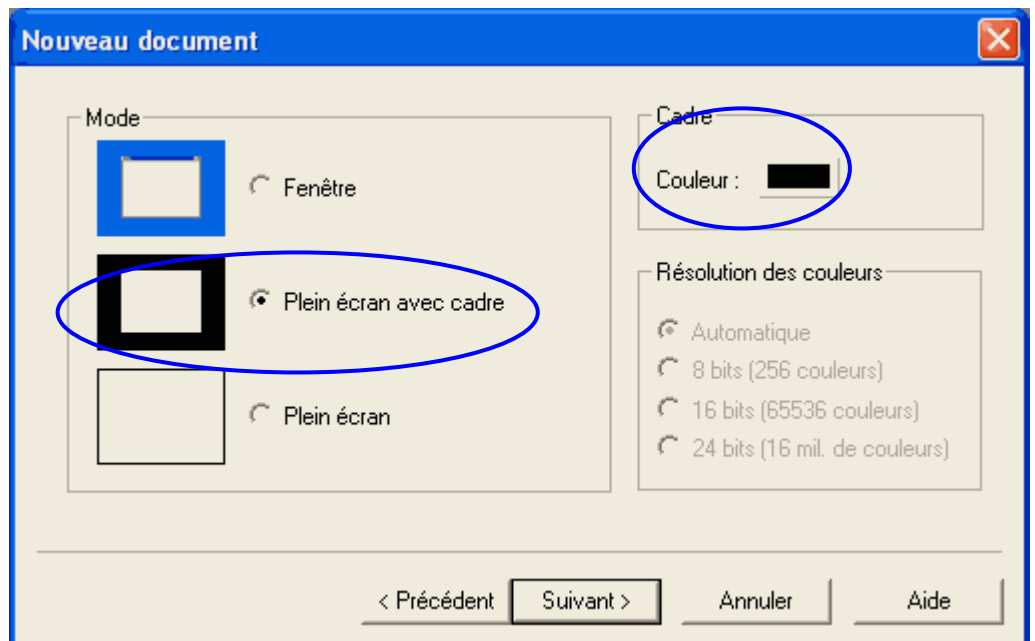 Nouveau document
Mode
Fenêtre
Plein écran avec cadre
Plein écran
Cadre
Couleur :
Résolution des couleurs
Automatique
8 bits (256 couleurs)
16 bits (65536 couleurs)
24 bits (16 mil. de couleurs)
< Précédent
Suivant >
Annuler
Aide